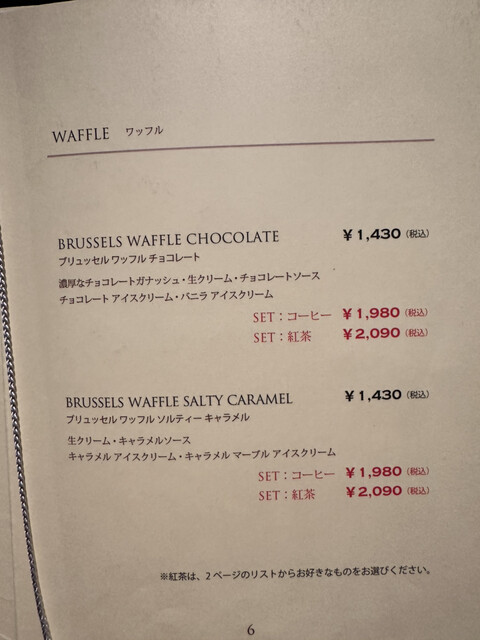 WAFFLE ワッフル
BRUSSELS WAFFLE CHOCOLATE ¥1,430(税込)
ブリュッセル ワッフル チョコレート
濃厚なチョコレートガナッシュ・生クリーム・チョコレートソース
チョコレート アイスクリーム・バニラ アイスクリーム
SET：コーヒー ¥1,980(税込)
SET：紅茶 ¥2,090(税込)
BRUSSELS WAFFLE SALTY CARAMEL ¥1,430(税込)
ブリュッセル ワッフル ソルティー キャラメル
生クリーム・キャラメルソース
キャラメル アイスクリーム・キャラメル マーブル アイスクリーム
SET：コーヒー ¥1,980(税込)
SET：紅茶 ¥2,090(税込)
※紅茶は、2ページのリストからお好きなものをお選びください。
6